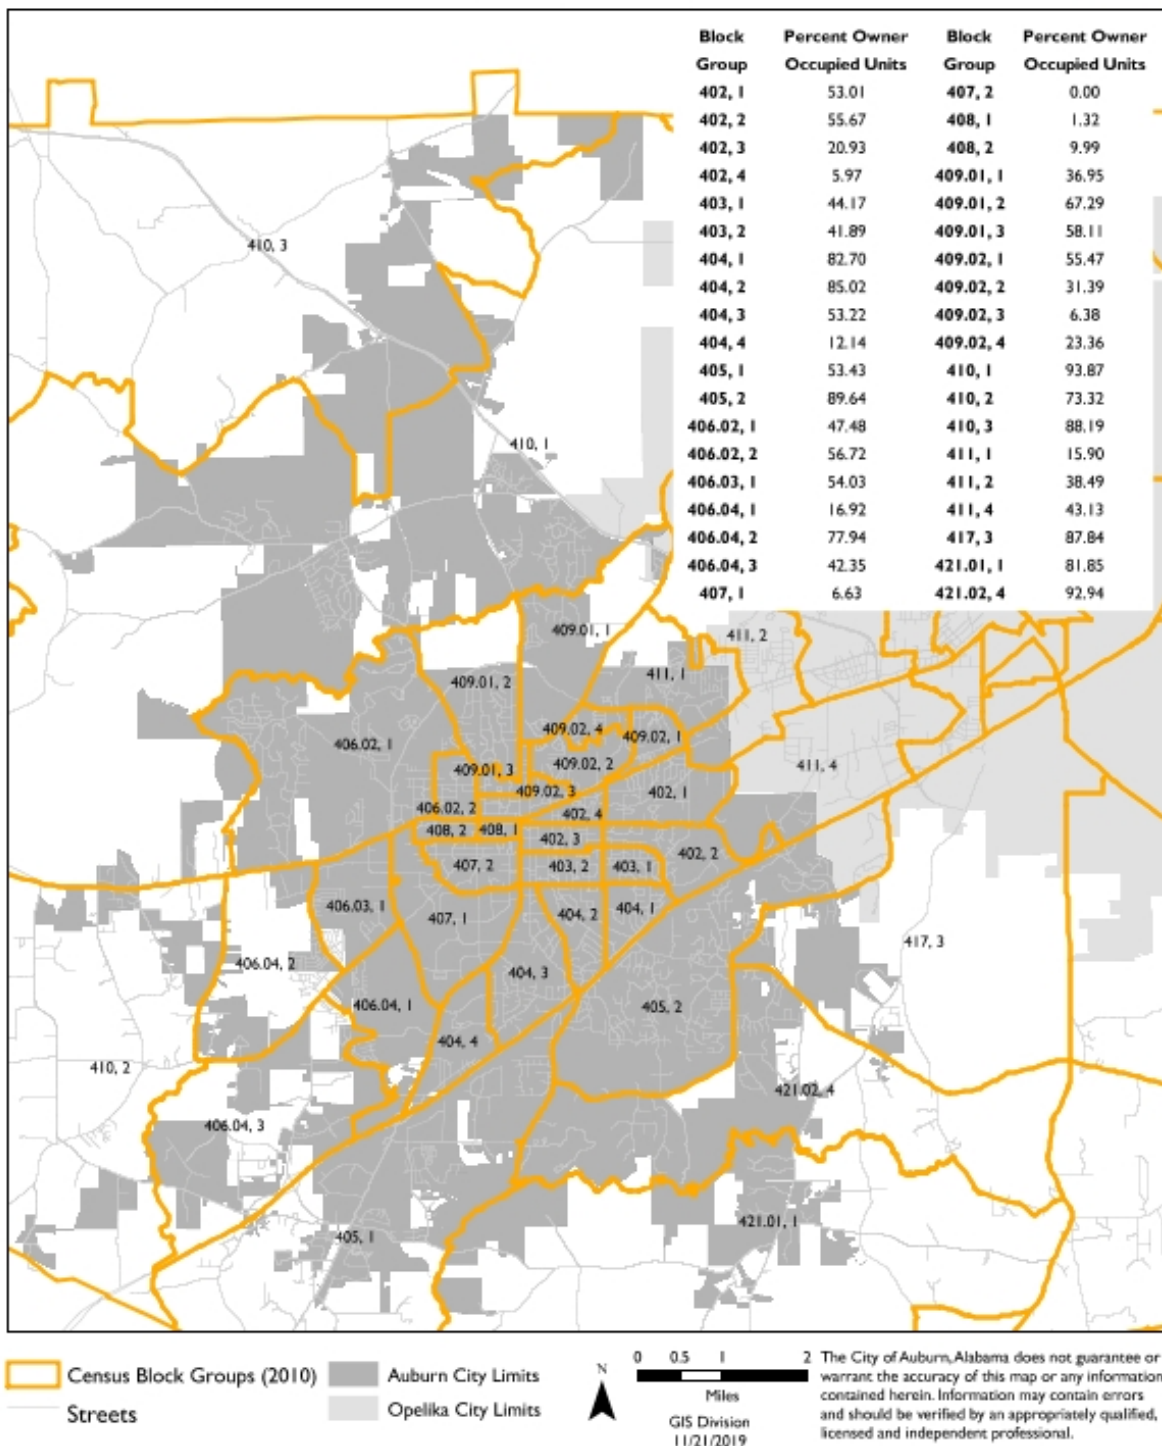 Block Percent Owner Block Percent Owner
Group Occupied Units Group Occupied Units
402, 1 53.01 407, 2 0.00
402, 2 55.67 408, 1 1.32
402, 3 20.93 408, 2 9.99
402, 4 5.97 409.01, 1 36.95
403, 1 44.17 409.01, 2 67.29
403, 2 41.89 409.01, 3 58.11
404, 1 82.70 409.02, 1 55.47
404, 2 85.02 409.02, 2 31.39
404, 3 53.22 409.02, 3 6.38
404, 4 12.14 409.02, 4 23.36
405, 1 53.43 410, 1 93.87
405, 2 89.64 410, 2 73.32
406.02, 1 47.48 410, 3 88.19
406.02, 2 56.72 411, 1 15.90
406.03, 1 54.03 411, 2 38.49
406.04, 1 16.92 411, 4 43.13
406.04, 2 77.94 417, 3 87.84
406.04, 3 42.35 421.01, 1 81.85
407, 1 6.63 421.02, 4 92.94
410, 3
410, 1
409.01, 1
411, 2
411, 1
409.01, 2
409.02, 4
409.02, 1
406.02, 1
409.02, 2
411, 4
409.01, 3
409.02, 3
402, 1
406.02, 2
402, 4
408, 2
408, 1
402, 3
402, 2
407, 2
403, 2
403, 1
406.03, 1
407, 1
404, 2
404, 1
417, 3
406.04, 2
404, 3
406.04, 1
405, 2
404, 4
410, 2
421.02, 4
406.04, 3
421.01, 1
405, 1
Census Block Groups (2010)
Streets
Auburn City Limits
Opelika City Limits
N
0 0.5 1 2
Miles
GIS Division
11/21/2019
The City of Auburn, Alabama does not guarantee or
warrant the accuracy of this map or any information
contained herein. Information may contain errors
and should be verified by an appropriately qualified,
licensed and independent professional.